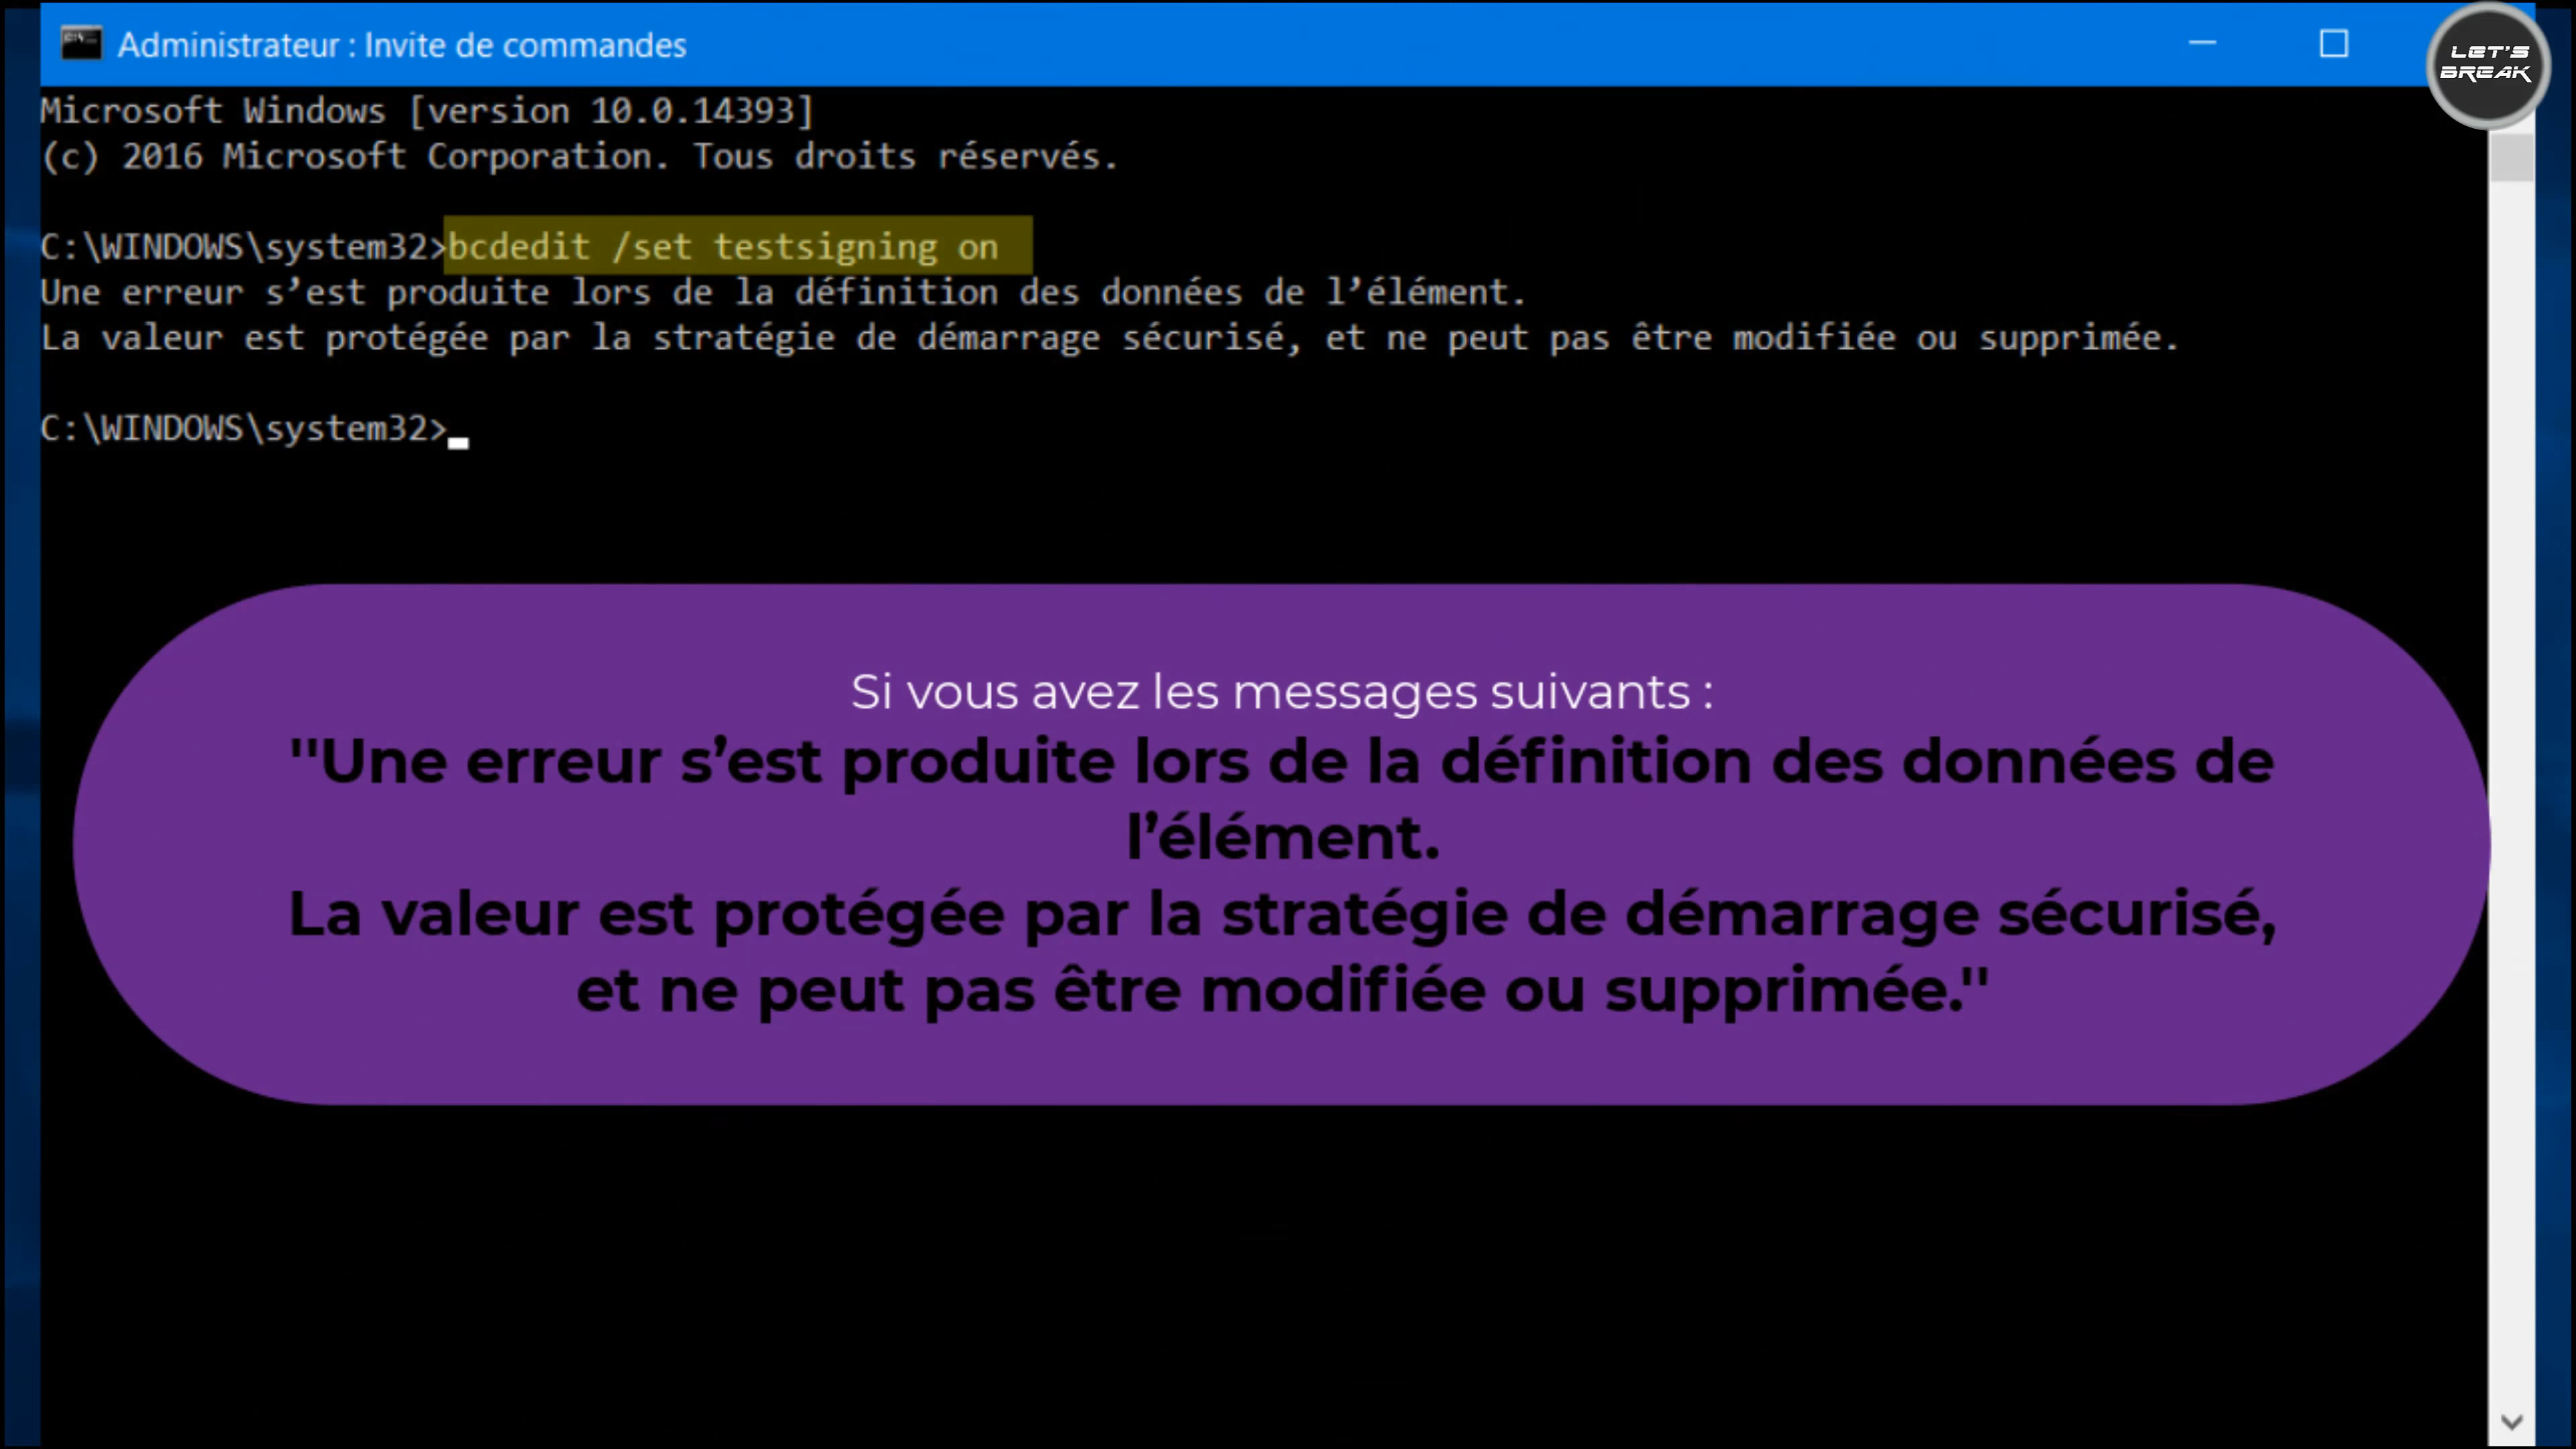 Administrateur : Invite de commandes
LET'S
BREAK
Microsoft Windows [version 10.0.14393]
(c) 2016 Microsoft Corporation. Tous droits réservés.
C:\WINDOWS\system32>bcdedit /set testsigning on
Une erreur s’est produite lors de la définition des données de l’élément.
La valeur est protégée par la stratégie de démarrage sécurisé, et ne peut pas être modifiée ou supprimée.
C:\WINDOWS\system32>
Si vous avez les messages suivants :
"Une erreur s’est produite lors de la définition des données de
l’élément.
La valeur est protégée par la stratégie de démarrage sécurisé,
et ne peut pas être modifiée ou supprimée."